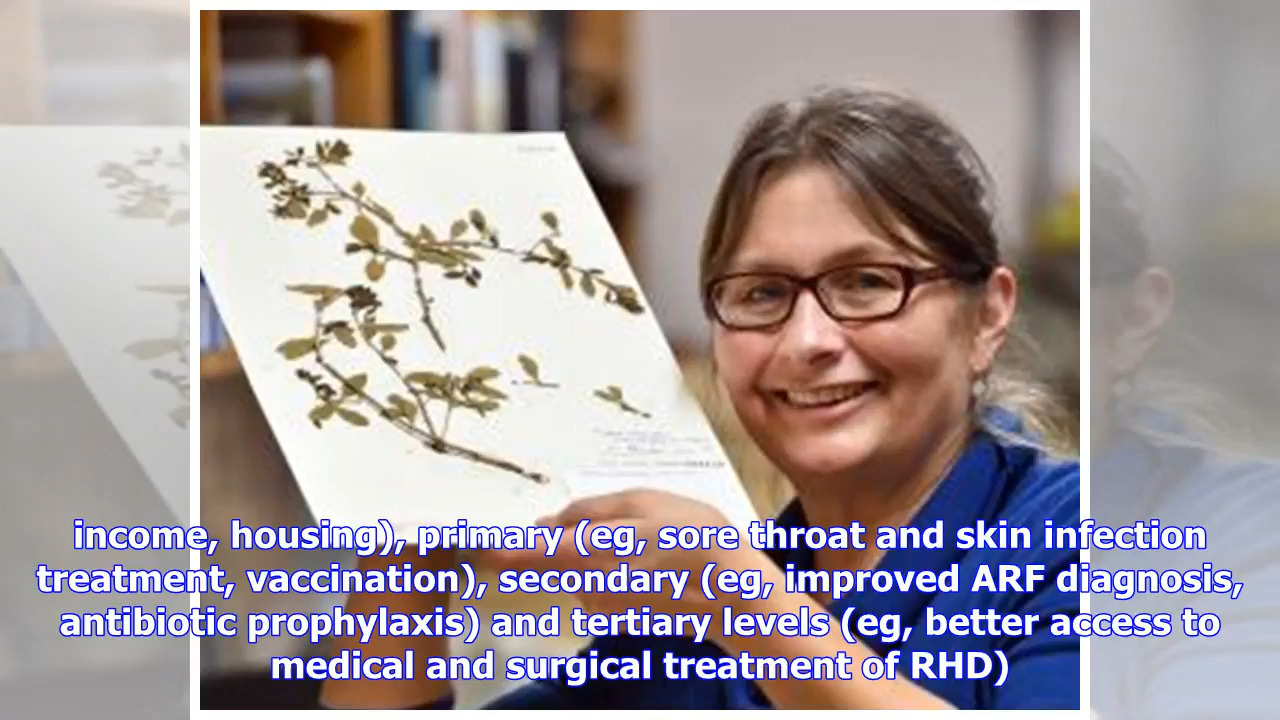 income, housing), primary (eg, sore throat and skin infection
treatment, vaccination), secondary (eg, improved ARF diagnosis,
antibiotic prophylaxis) and tertiary levels (eg, better access to
medical and surgical treatment of RHD)